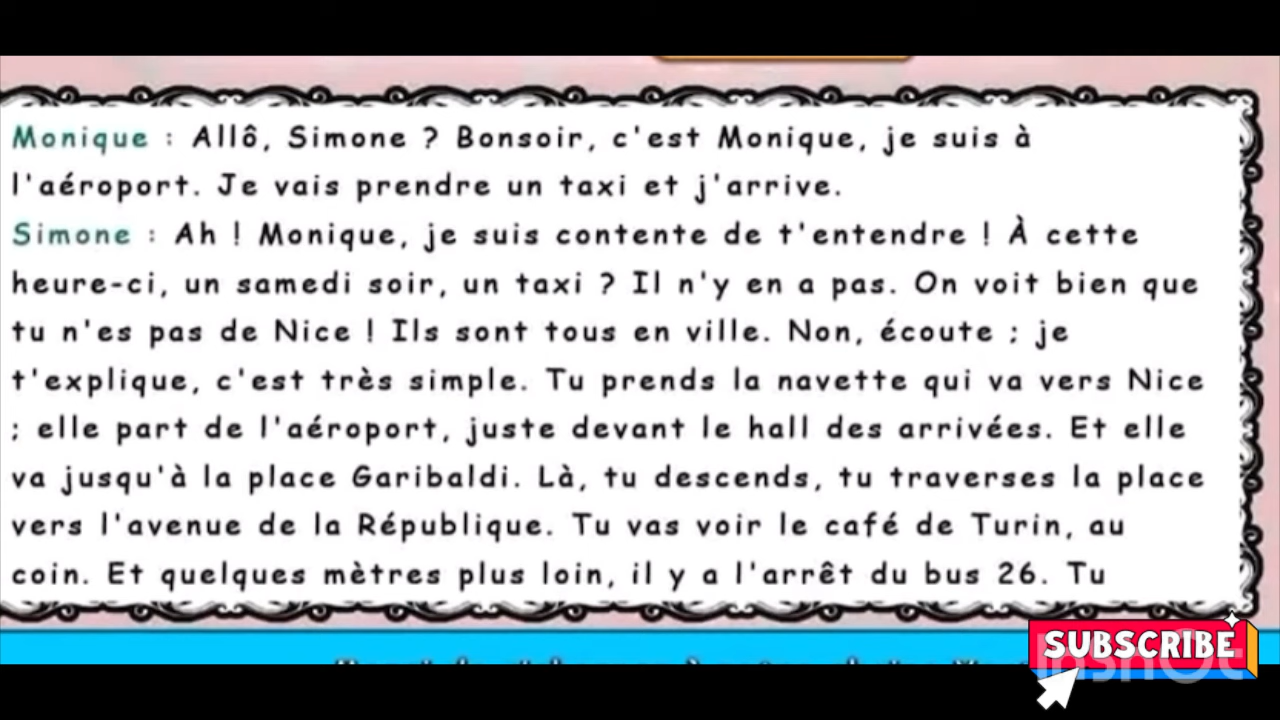 Monique : Allô, Simone ? Bonsoir, c'est Monique, je suis à
l'aéroport. Je vais prendre un taxi et j'arrive.
Simone : Ah ! Monique, je suis contente de t'entendre ! À cette
heure-ci, un samedi soir, un taxi ? Il n'y en a pas. On voit bien que
tu n'es pas de Nice ! Ils sont tous en ville. Non, écoute ; je
t'explique, c'est très simple. Tu prends la navette qui va vers Nice
; elle part de l'aéroport, juste devant le hall des arrivées. Et elle
va jusqu'à la place Garibaldi. Là, tu descends, tu traverses la place
vers l'avenue de la République. Tu vas voir le café de Turin, au
coin. Et quelques mètres plus loin, il y a l'arrêt du bus 26. Tu
SUBSCRIBE